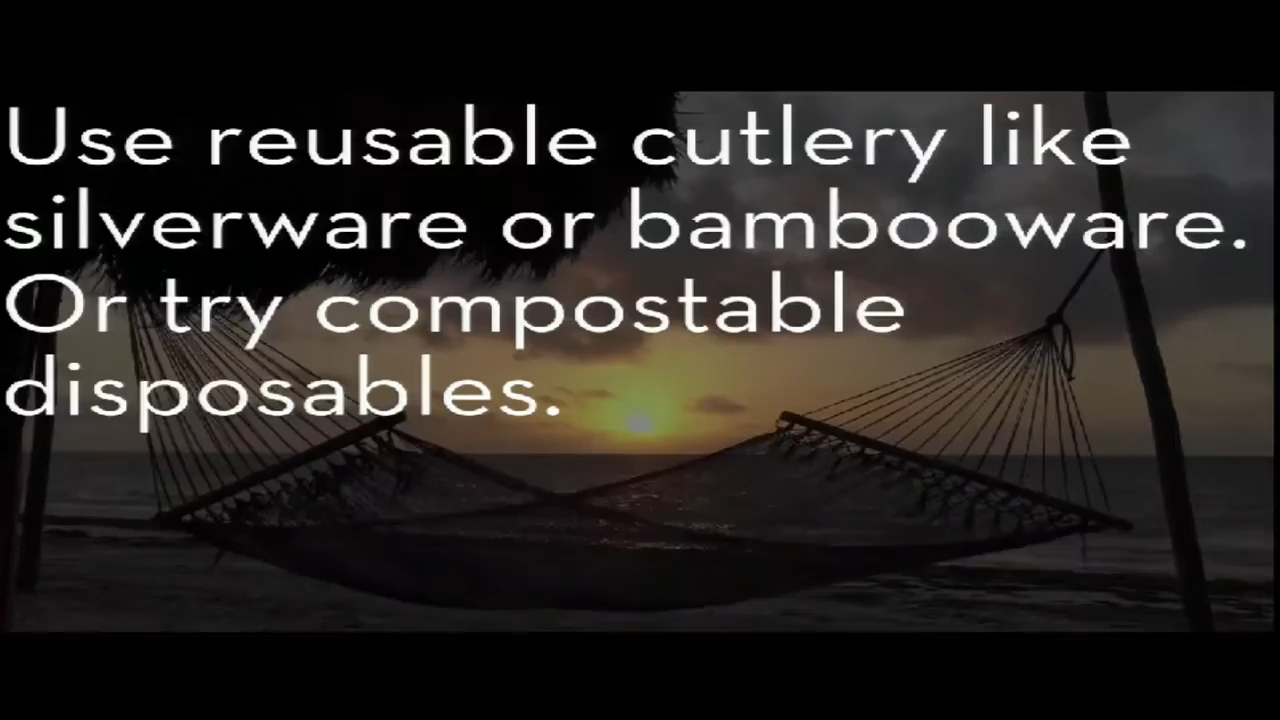 Use reusable cutlery like
silverware or bambooware.
Or try compostable
disposables.